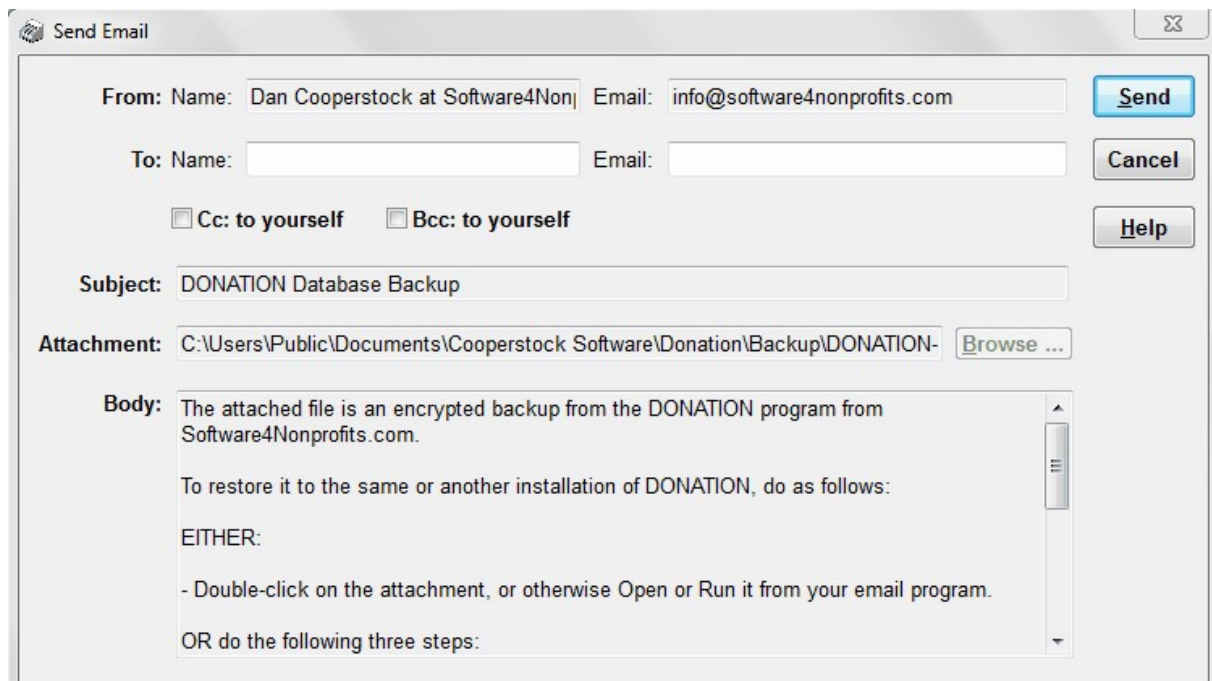 Send Email
From: Name: Dan Cooperstock at Software4Nonp Email: info@software4nonprofits.com Send
To: Name: Email: Cancel
Cc: to yourself Bcc: to yourself Help
Subject: DONATION Database Backup
Attachment: C:\Users\Public\Documents\Cooperstock Software\Donation\Backup\DONATION- Browse ...
Body: The attached file is an encrypted backup from the DONATION program from
Software4Nonprofits.com.
To restore it to the same or another installation of DONATION, do as follows:
EITHER:
- Double-click on the attachment, or otherwise Open or Run it from your email program.
OR do the following three steps: